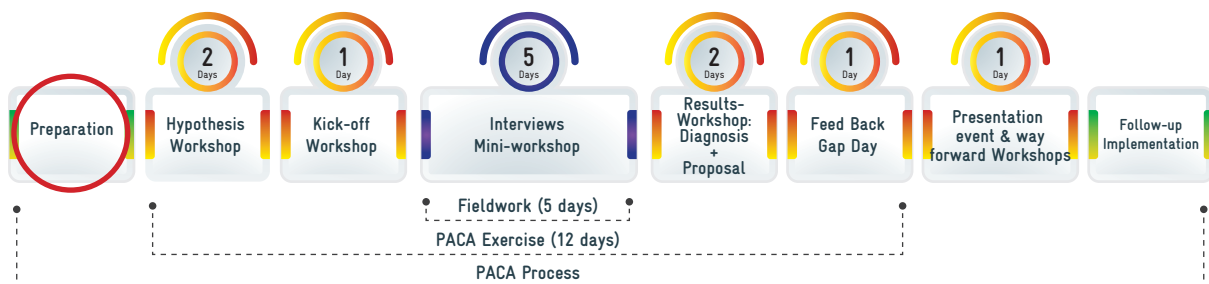 2
Days
1
Day
5
Days
2
Days
1
Day
1
Day
Preparation
Hypothesis
Workshop
Kick-off
Workshop
Interviews
Mini-workshop
Results-
Workshop:
Diagnosis
+
Proposal
Feed Back
Gap Day
Presentation
event & way
forward Workshops
Follow-up
Implementation
Fieldwork (5 days)
PACA Exercise (12 days)
PACA Process